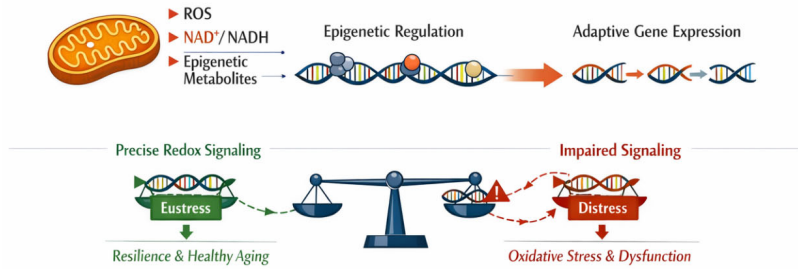 ROS
NAD⁺/NADH
Epigenetic
Metabolites
Epigenetic Regulation
Adaptive Gene Expression
Precise Redox Signaling
Impaired Signaling
!
Eustress
Distress
Resilience & Healthy Aging
Oxidative Stress & Dysfunction